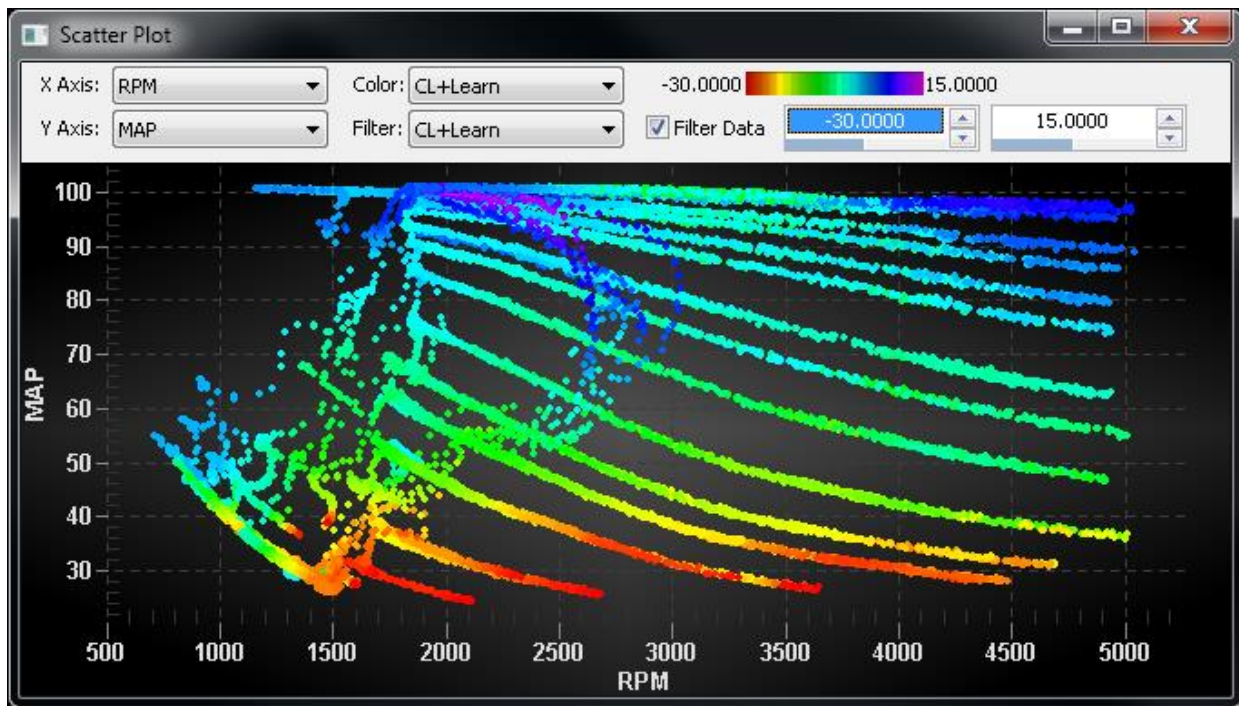 Scatter Plot
X Axis: RPM Color: CL+Learn -30.0000 15.0000
Y Axis: MAP Filter: CL+Learn Filter Data -30.0000 15.0000
100
90
80
70
60
50
40
30
MAP
500 1000 1500 2000 2500 3000 3500 4000 4500 5000
RPM